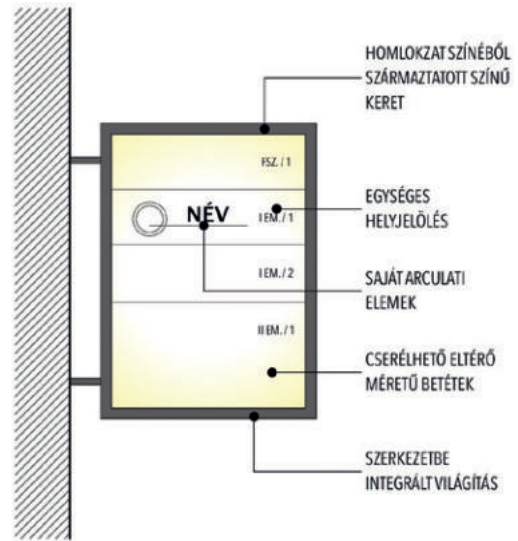 HOMLOKZAT SZÍNÉBŐL
SZÁRMAZTATOTT SZÍNŰ
KERET
FSZ. / 1
EGYSÉGES
HELYJELÖLÉS
NÉV
I EM. / 1
I EM. / 2
SAJÁT ARCULATI
ELEMEK
II EM. / 1
CSERÉLHETŐ ELTÉRŐ
MÉRETŰ BETÉTEK
SZERKEZETBE
INTEGRÁLT VILÁGÍTÁS